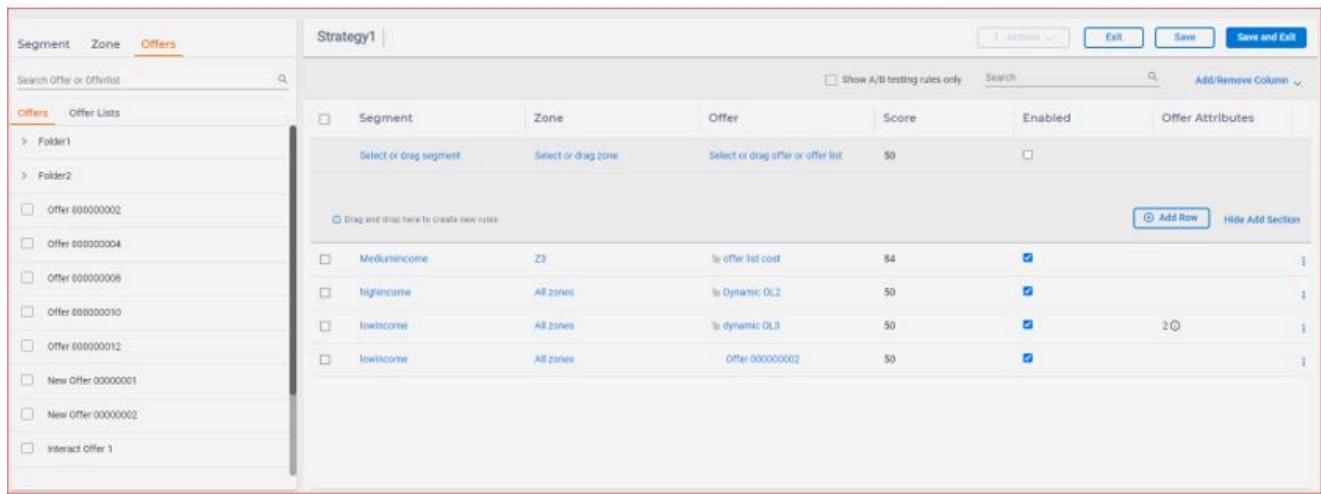 Segment Zone Offers
Search Offer or Offerlist
Offers Offer Lists
Folder1
Folder2
Offer 000000002
Offer 000000004
Offer 000000008
Offer 000000010
Offer 000000012
New Offer 00000001
New Offer 00000002
Interact Offer 1
Strategy1
Actions Exit Save Save and Exit
Show A/B testing rules only Search Add/Remove Column
Segment Zone Offer Score Enabled Offer Attributes
Select or drag segment Select or drag zone Select or drag offer or offer list 50
Drag and drop here to create new rules Add Row Hide Add Section
MediumIncome Z3 offer list cost 84
highincome All zones Dynamic OL2 50
lowincome All zones dynamic OL3 50 2
lowincome All zones Offer 000000002 50